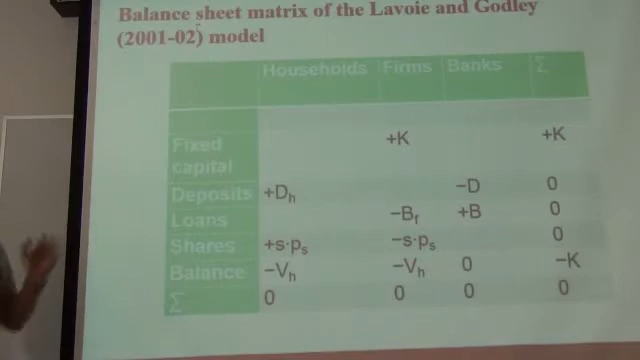 Balance sheet matrix of the Lavoie and Godley
(2001-02) model
Households Firms Banks Σ
Fixed capital +K +K
Deposits +Dh −D 0
Loans −Bf +B 0
Shares +s·ps −s·ps 0
Balance −Vh −Vh 0 −K
Σ 0 0 0 0